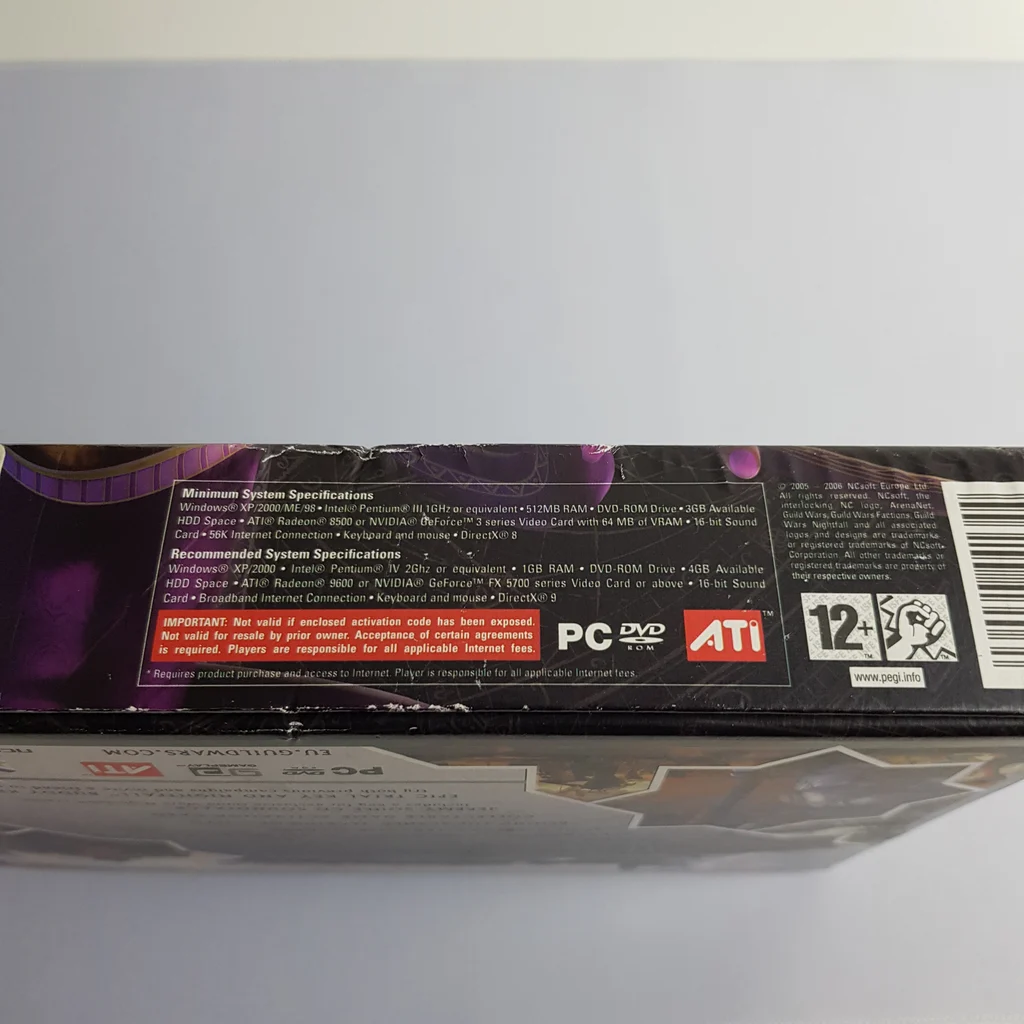 Minimum System Specifications
Windows® XP/2000/ME/98 • Intel® Pentium® III 1GHz or equivalent • 512MB RAM • DVD-ROM Drive • 3GB Available
HDD Space • ATI® Radeon® 8500 or NVIDIA® GeForce™ 3 series Video Card with 64 MB of VRAM • 16-bit Sound
Card • 56K Internet Connection • Keyboard and mouse • DirectX® 8
Recommended System Specifications
Windows® XP/2000 • Intel® Pentium® IV 2Ghz or equivalent • 1GB RAM • DVD-ROM Drive • 4GB Available
HDD Space • ATI® Radeon® 9600 or NVIDIA® GeForce™ FX 5700 series Video Card or above • 16-bit Sound
Card • Broadband Internet Connection • Keyboard and mouse • DirectX® 9
IMPORTANT: Not valid if enclosed activation code has been exposed.
Not valid for resale by prior owner. Acceptance of certain agreements
is required. Players are responsible for all applicable Internet fees.
PC DVD ROM
ATI™
* Requires product purchase and access to Internet. Player is responsible for all applicable Internet fees.
© 2005 – 2006 NCsoft Europe Ltd.
All rights reserved. NCsoft, the
interlocking NC logo, ArenaNet,
Guild Wars, Guild Wars Factions, Guild
Wars Nightfall and all associated
logos and designs are trademarks
or registered trademarks of NCsoft
Corporation. All other trademarks
or registered trademarks are property of
their respective owners.
12+™
™
www.pegi.info
EU.GUILDWARS.COM
ATI
PC DVD
GAMEPLAY™